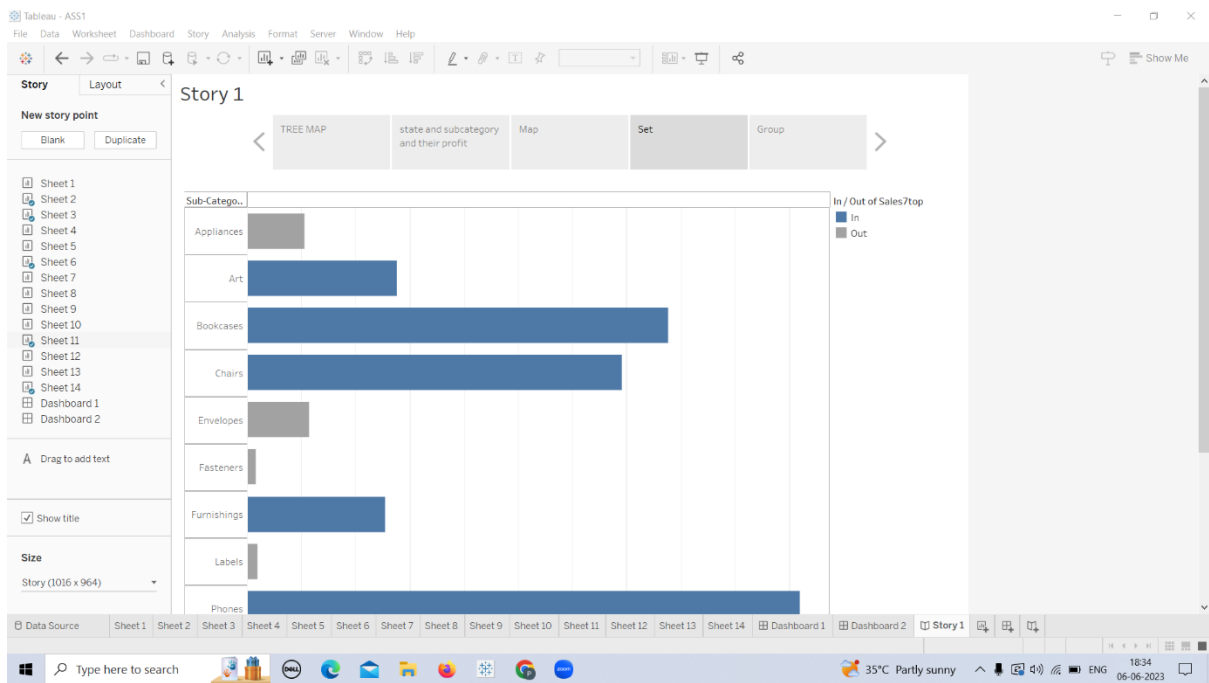 Tableau - ASS1
File Data Worksheet Dashboard Story Analysis Format Server Window Help
Show Me
Story Layout
New story point
Blank Duplicate
Sheet 1
Sheet 2
Sheet 3
Sheet 4
Sheet 5
Sheet 6
Sheet 7
Sheet 8
Sheet 9
Sheet 10
Sheet 11
Sheet 12
Sheet 13
Sheet 14
Dashboard 1
Dashboard 2
A Drag to add text
Show title
Size
Story (1016 x 964)
Story 1
TREE MAP
state and subcategory
and their profit
Map
Set
Group
Sub-Catego..
Appliances
Art
Bookcases
Chairs
Envelopes
Fasteners
Furnishings
Labels
Phones
In / Out of Sales7top
In
Out
Data Source Sheet 1 Sheet 2 Sheet 3 Sheet 4 Sheet 5 Sheet 6 Sheet 7 Sheet 8 Sheet 9 Sheet 10 Sheet 11 Sheet 12 Sheet 13 Sheet 14 Dashboard 1 Dashboard 2 Story 1
Type here to search
DELL
zoom
35°C Partly sunny
ENG
18:34
06-06-2023